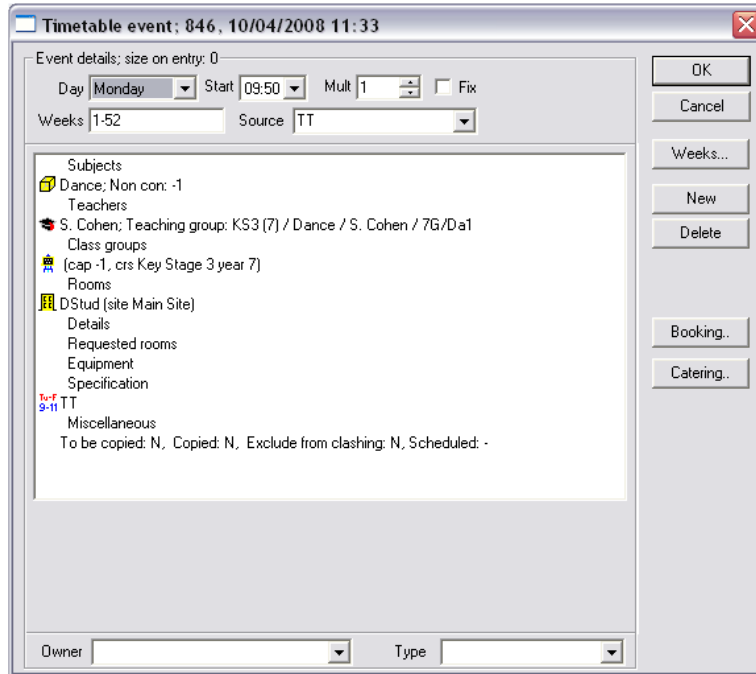 Timetable event; 846, 10/04/2008 11:33
Event details; size on entry: 0
Day Monday Start 09:50 Mult 1 Fix
Weeks 1-52 Source TT
OK
Cancel
Weeks...
New
Delete
Booking..
Catering..
Subjects
Dance; Non con: -1
Teachers
S. Cohen; Teaching group: KS3 (7) / Dance / S. Cohen / 7G/Da1
Class groups
(cap -1, crs Key Stage 3 year 7)
Rooms
DStud (site Main Site)
Details
Requested rooms
Equipment
Specification
Tu-F
9-11 TT
Miscellaneous
To be copied: N, Copied: N, Exclude from clashing: N, Scheduled: -
Owner Type